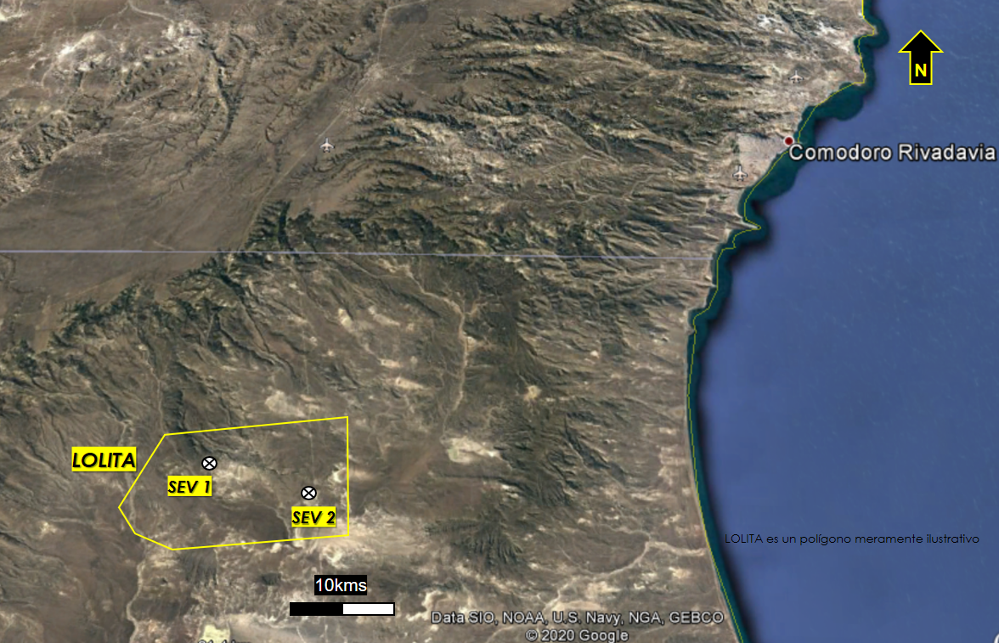 N
Comodoro Rivadavia
LOLITA
SEV 1
SEV 2
LOLITA es un polígono meramente ilustrativo
10kms
Data SIO, NOAA, U.S. Navy, NGA, GEBCO
© 2020 Google